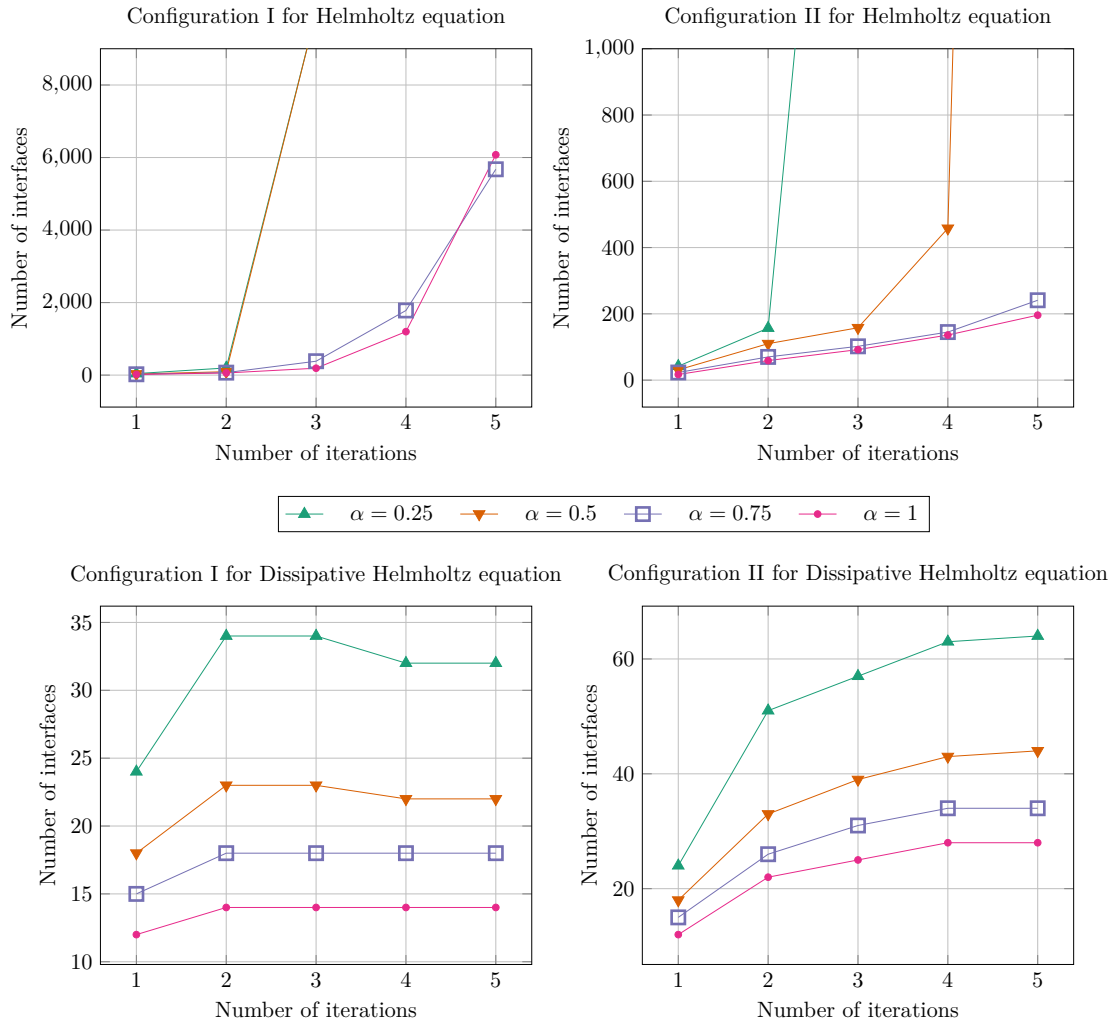 Configuration I for Helmholtz equation
Number of interfaces
8,000
6,000
4,000
2,000
0
1 2 3 4 5
Number of iterations
Configuration II for Helmholtz equation
Number of interfaces
1,000
800
600
400
200
0
1 2 3 4 5
Number of iterations
α = 0.25 α = 0.5 α = 0.75 α = 1
Configuration I for Dissipative Helmholtz equation
Number of interfaces
35
30
25
20
15
10
1 2 3 4 5
Number of iterations
Configuration II for Dissipative Helmholtz equation
Number of interfaces
60
40
20
1 2 3 4 5
Number of iterations